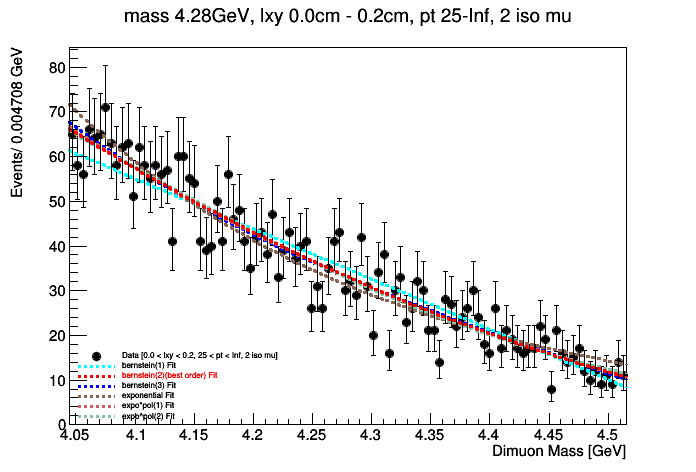 mass 4.28GeV, lxy 0.0cm - 0.2cm, pt 25-Inf, 2 iso mu
Events/ 0.004708 GeV
80
70
60
50
40
30
20
10
0
Data [0.0 < lxy < 0.2, 25 < pt < Inf, 2 iso mu]
bernstein(1) Fit
bernstein(2)(best order) Fit
bernstein(3) Fit
exponential Fit
expo*pol(1) Fit
expo*pol(2) Fit
4.05 4.1 4.15 4.2 4.25 4.3 4.35 4.4 4.45 4.5
Dimuon Mass [GeV]